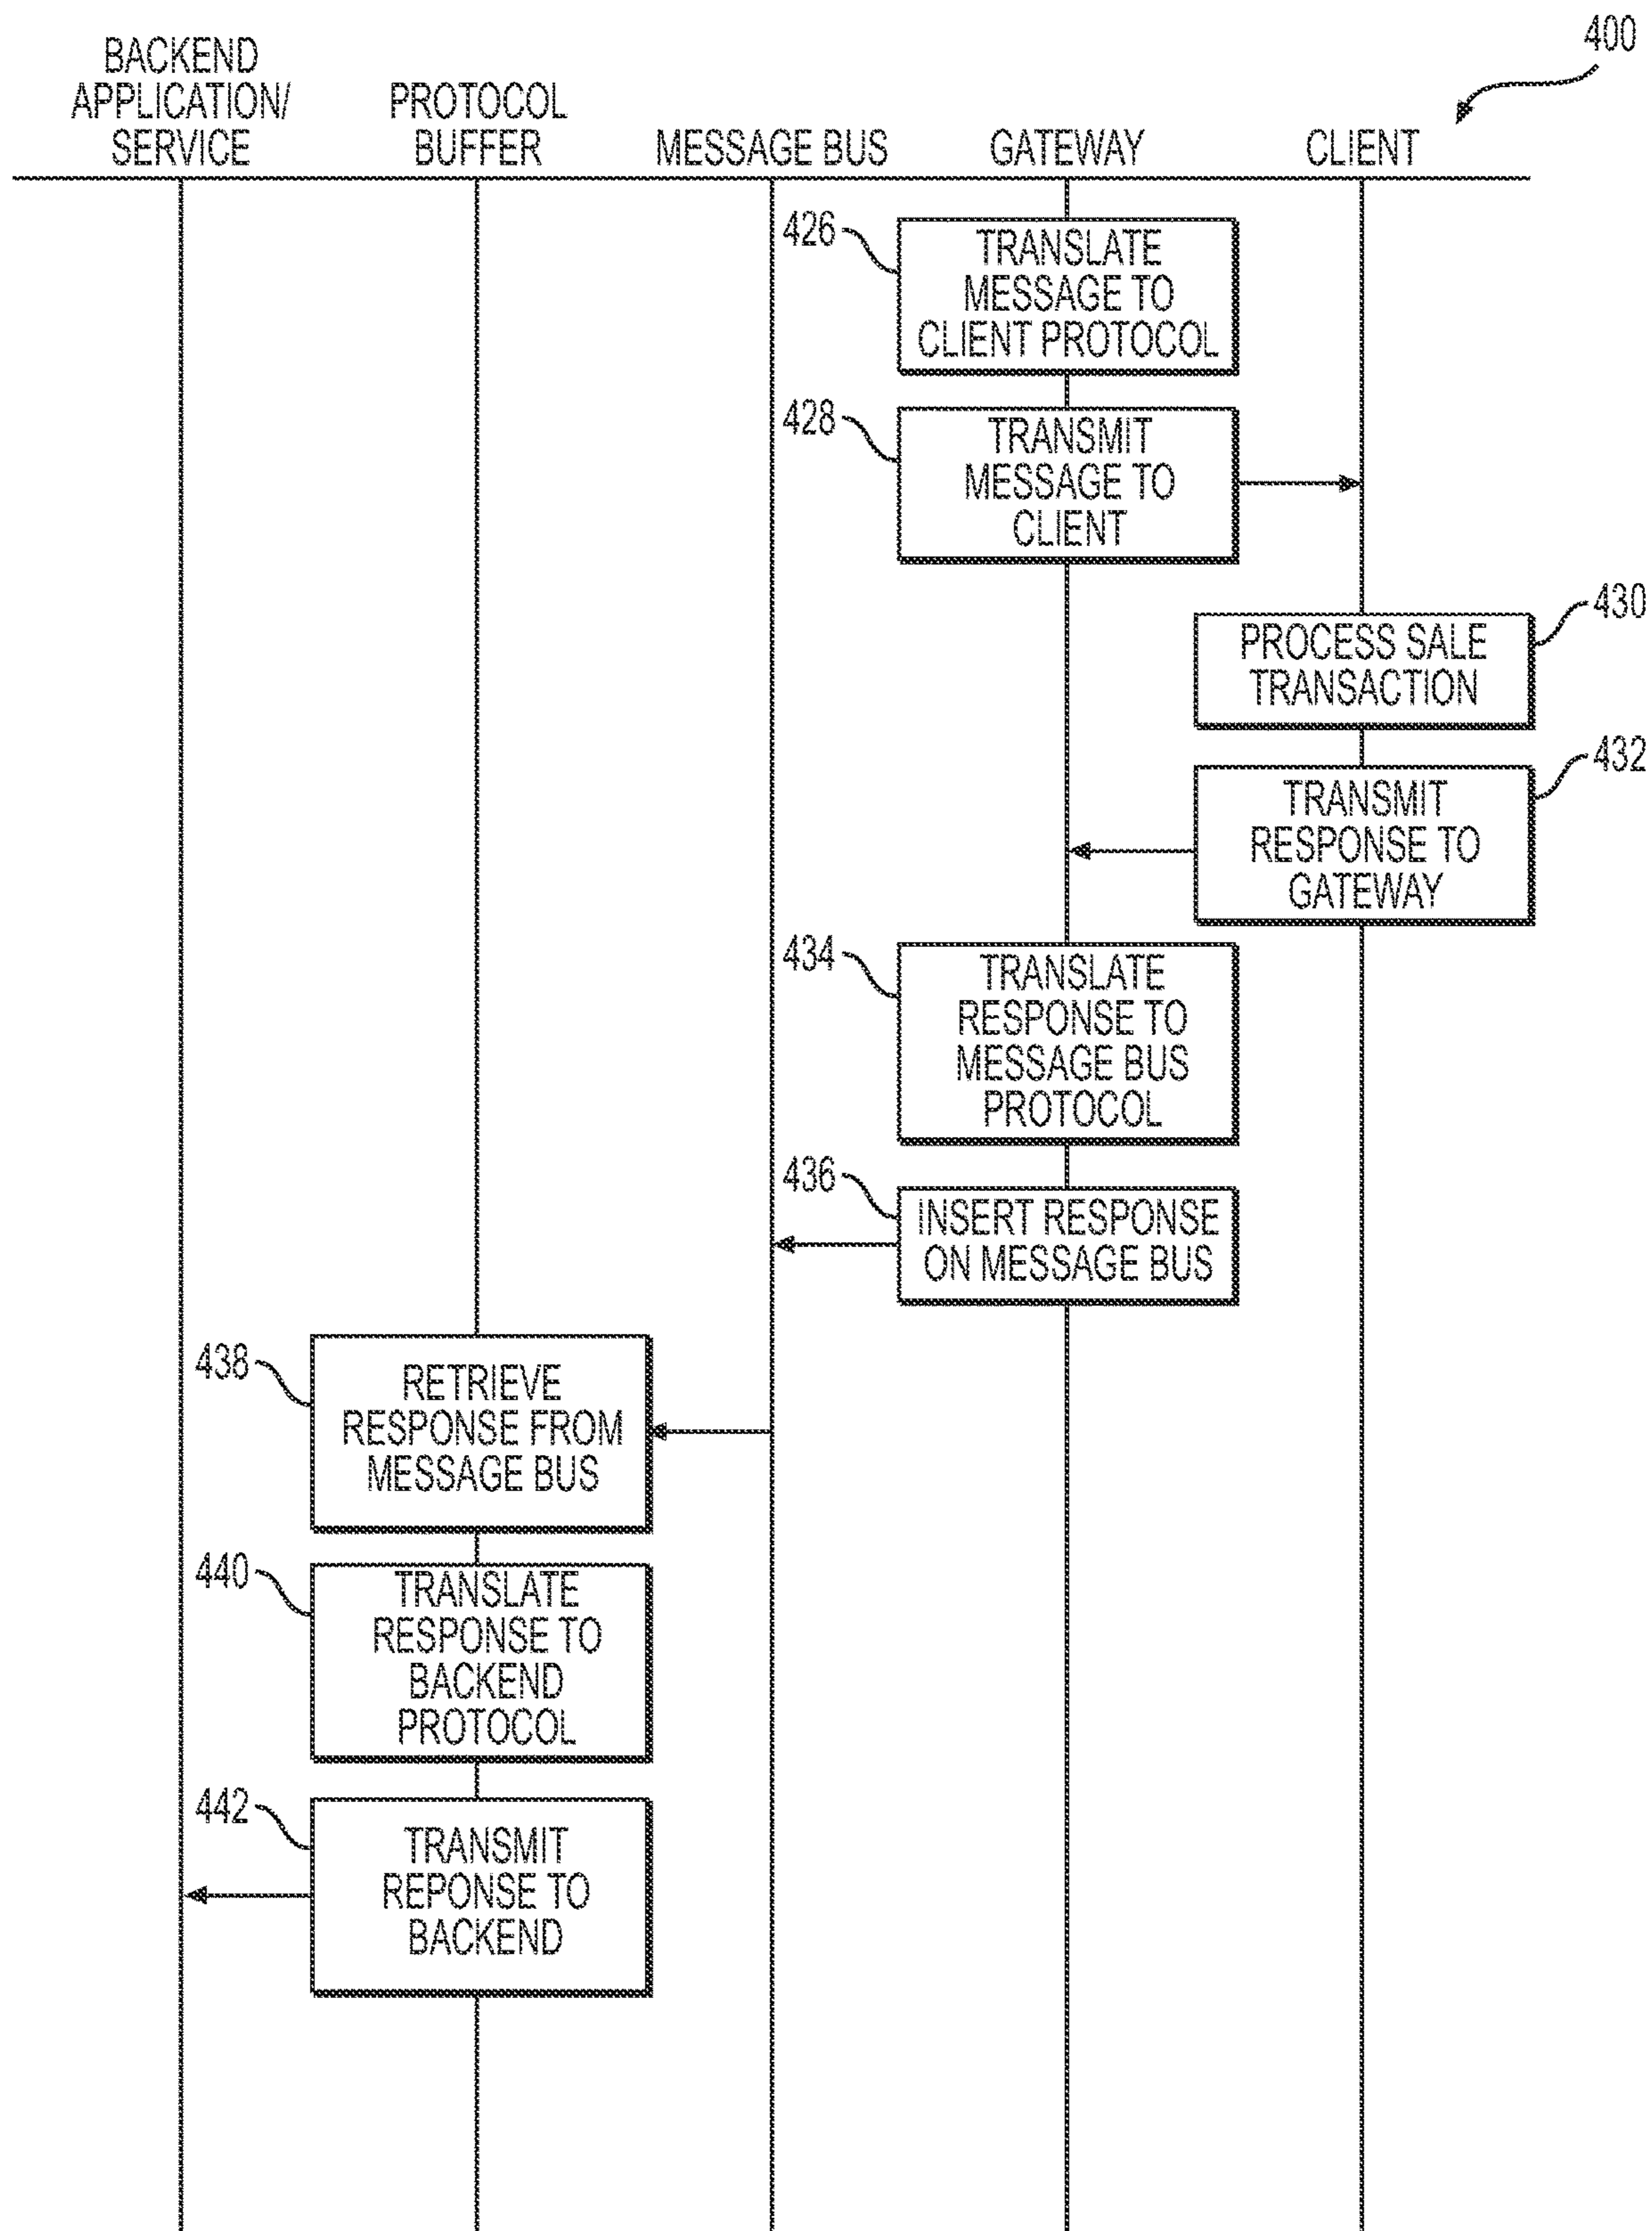 400
BACKEND
APPLICATION/
SERVICE
PROTOCOL
BUFFER
MESSAGE BUS
GATEWAY
CLIENT
426
TRANSLATE
MESSAGE TO
CLIENT PROTOCOL
428
TRANSMIT
MESSAGE TO
CLIENT
430
PROCESS SALE
TRANSACTION
432
TRANSMIT
RESPONSE TO
GATEWAY
434
TRANSLATE
RESPONSE TO
MESSAGE BUS
PROTOCOL
436
INSERT RESPONSE
ON MESSAGE BUS
438
RETRIEVE
RESPONSE FROM
MESSAGE BUS
440
TRANSLATE
RESPONSE TO
BACKEND
PROTOCOL
442
TRANSMIT
REPONSE TO
BACKEND